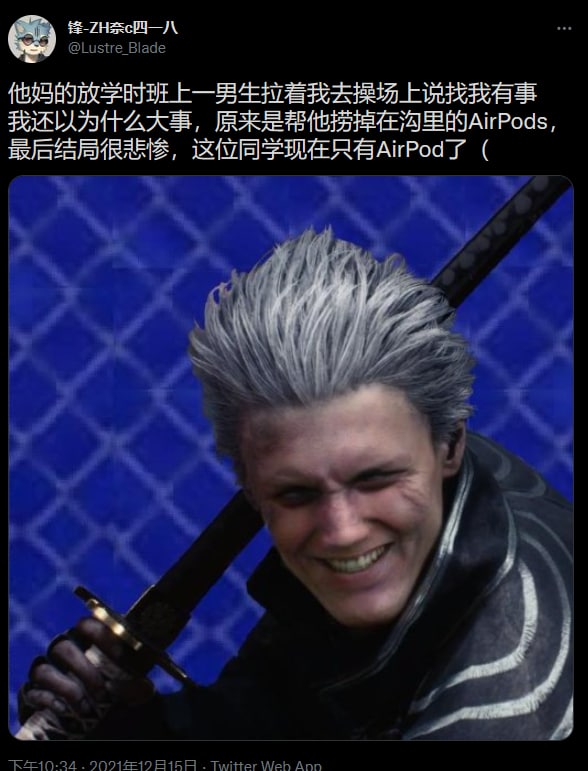 锋-ZH奈c四一八
@Lustre_Blade
他妈的放学时班上一男生拉着我去操场上说找我有事
我还以为什么大事，原来是帮他捞掉在沟里的AirPods，
最后结局很悲惨，这位同学现在只有AirPod了（
下午10:34 · 2021年12月15日 · Twitter Web App